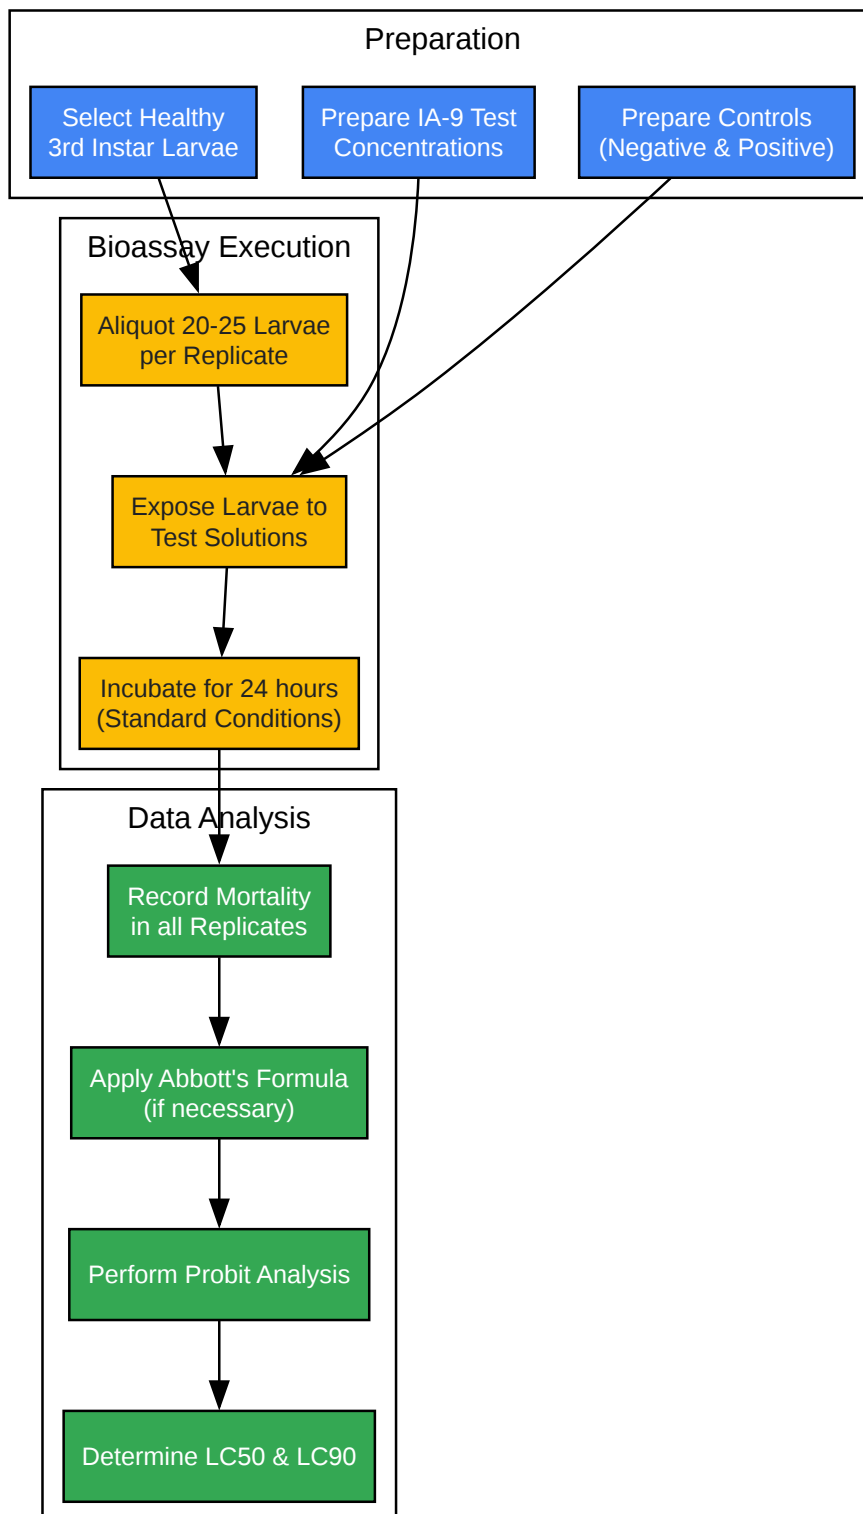 Preparation
Select Healthy
3rd Instar Larvae
Prepare IA-9 Test
Concentrations
Prepare Controls
(Negative & Positive)
Bioassay Execution
Aliquot 20-25 Larvae
per Replicate
Expose Larvae to
Test Solutions
Incubate for 24 hours
(Standard Conditions)
Data Analysis
Record Mortality
in all Replicates
Apply Abbott's Formula
(if necessary)
Perform Probit Analysis
Determine LC50 & LC90